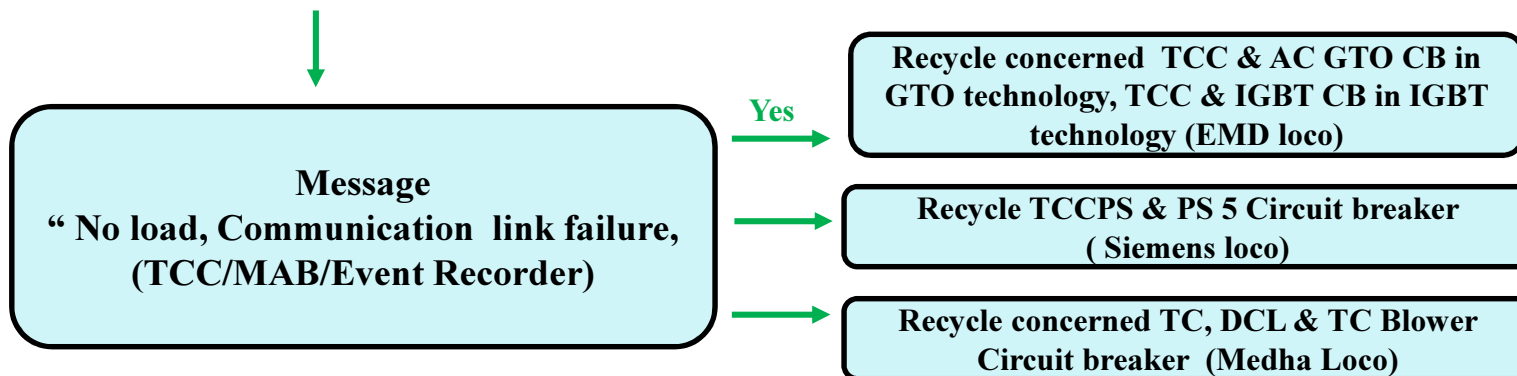 Message
“ No load, Communication link failure,
(TCC/MAB/Event Recorder)
Yes
Recycle concerned TCC & AC GTO CB in
GTO technology, TCC & IGBT CB in IGBT
technology (EMD loco)
Recycle TCCPS & PS 5 Circuit breaker
( Siemens loco)
Recycle concerned TC, DCL & TC Blower
Circuit breaker (Medha Loco)